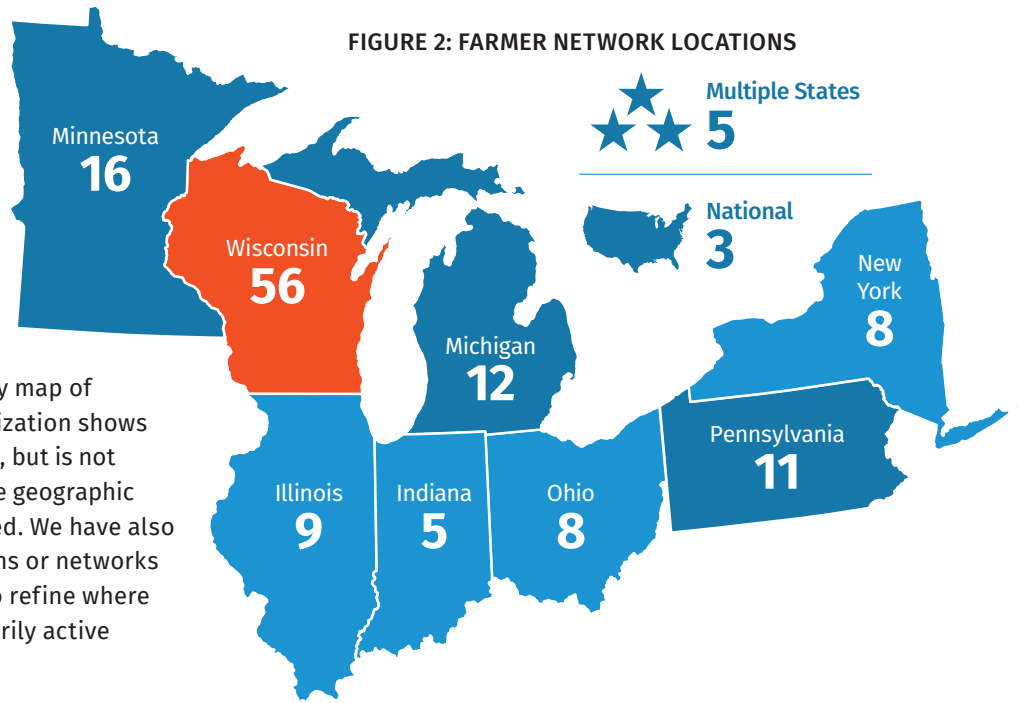 FIGURE 2: FARMER NETWORK LOCATIONS
Multiple States
5
National
3
Minnesota
16
Wisconsin
56
Michigan
12
New
York
8
Pennsylvania
11
Illinois
9
Indiana
5
Ohio
8
y map of
ization shows
, but is not
e geographic
ed. We have also
ns or networks
o refine where
rily active